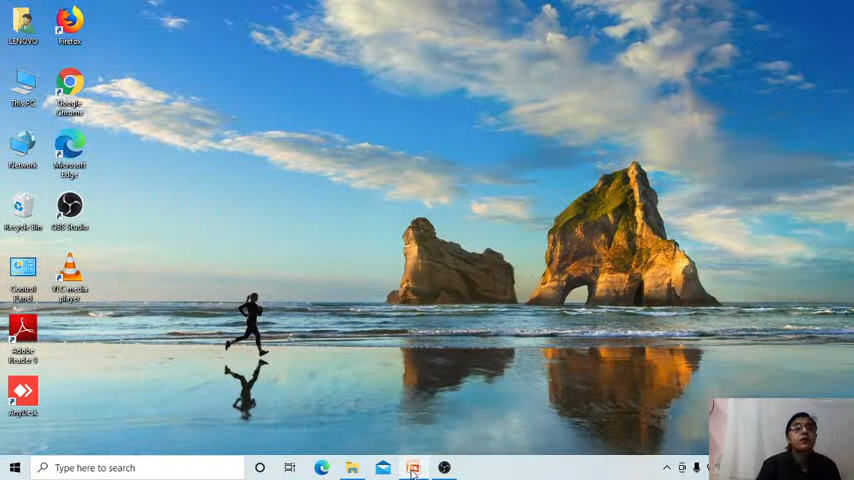 LENOVO
Firefox
This PC
Google
Chrome
Network
Microsoft
Edge
Recycle Bin
OBS Studio
Control
Panel
VLC media
player
Adobe
Reader 9
AnyDesk
Type here to search